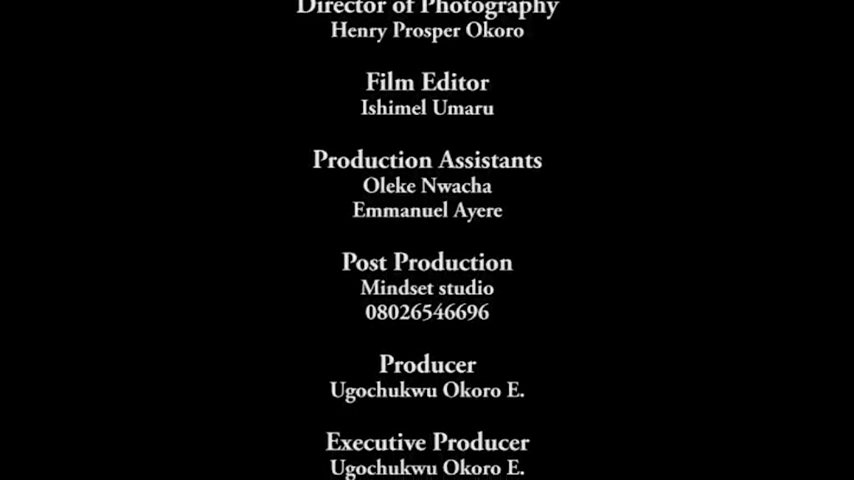 Director of Photography
Henry Prosper Okoro
Film Editor
Ishimel Umaru
Production Assistants
Oleke Nwacha
Emmanuel Ayere
Post Production
Mindset studio
08026546696
Producer
Ugochukwu Okoro E.
Executive Producer
Ugochukwu Okoro E.